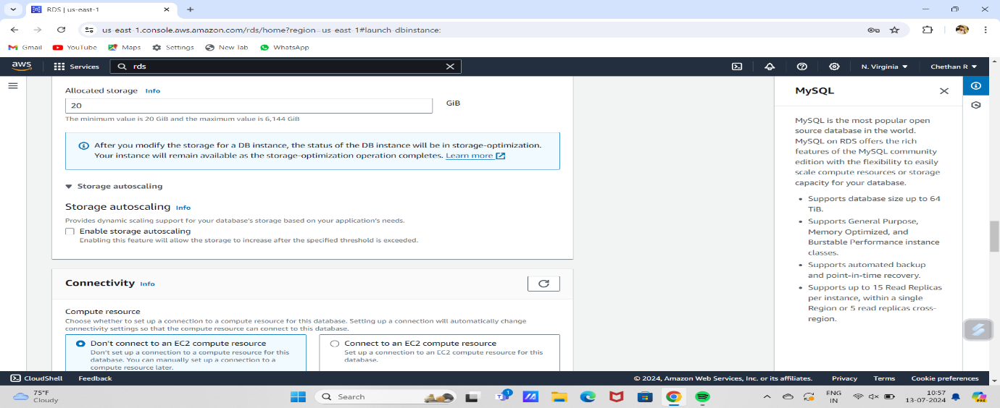 RDS | us-east-1
us-east-1.console.aws.amazon.com/rds/home?region=us-east-1#launch-dbinstance:
Gmail YouTube Maps Settings New Tab WhatsApp
aws Services rds N. Virginia Chethan R
Allocated storage Info
20 GiB
The minimum value is 20 GiB and the maximum value is 6,144 GiB
After you modify the storage for a DB instance, the status of the DB instance will be in storage-optimization.
Your instance will remain available as the storage-optimization operation completes. Learn more
Storage autoscaling
Storage autoscaling Info
Provides dynamic scaling support for your database's storage based on your application's needs.
Enable storage autoscaling
Enabling this feature will allow the storage to increase after the specified threshold is exceeded.
Connectivity Info
Compute resource
Choose whether to set up a connection to a compute resource for this database. Setting up a connection will automatically change
connectivity settings so that the compute resource can connect to this database.
Don't connect to an EC2 compute resource
Don't set up a connection to a compute resource for this
database. You can manually set up a connection to a
compute resource later.
Connect to an EC2 compute resource
Set up a connection to an EC2 compute resource for this
database.
MySQL
MySQL is the most popular open
source database in the world.
MySQL on RDS offers the rich
features of the MySQL community
edition with the flexibility to easily
scale compute resources or storage
capacity for your database.
• Supports database size up to 64
TiB.
• Supports General Purpose,
Memory Optimized, and
Burstable Performance instance
classes.
• Supports automated backup
and point-in-time recovery.
• Supports up to 15 Read Replicas
per instance, within a single
Region or 5 read replicas cross-
region.
CloudShell Feedback © 2024, Amazon Web Services, Inc. or its affiliates. Privacy Terms Cookie preferences
75°F
Cloudy
Search
1
ENG
IN
10:57
13-07-2024
PRE